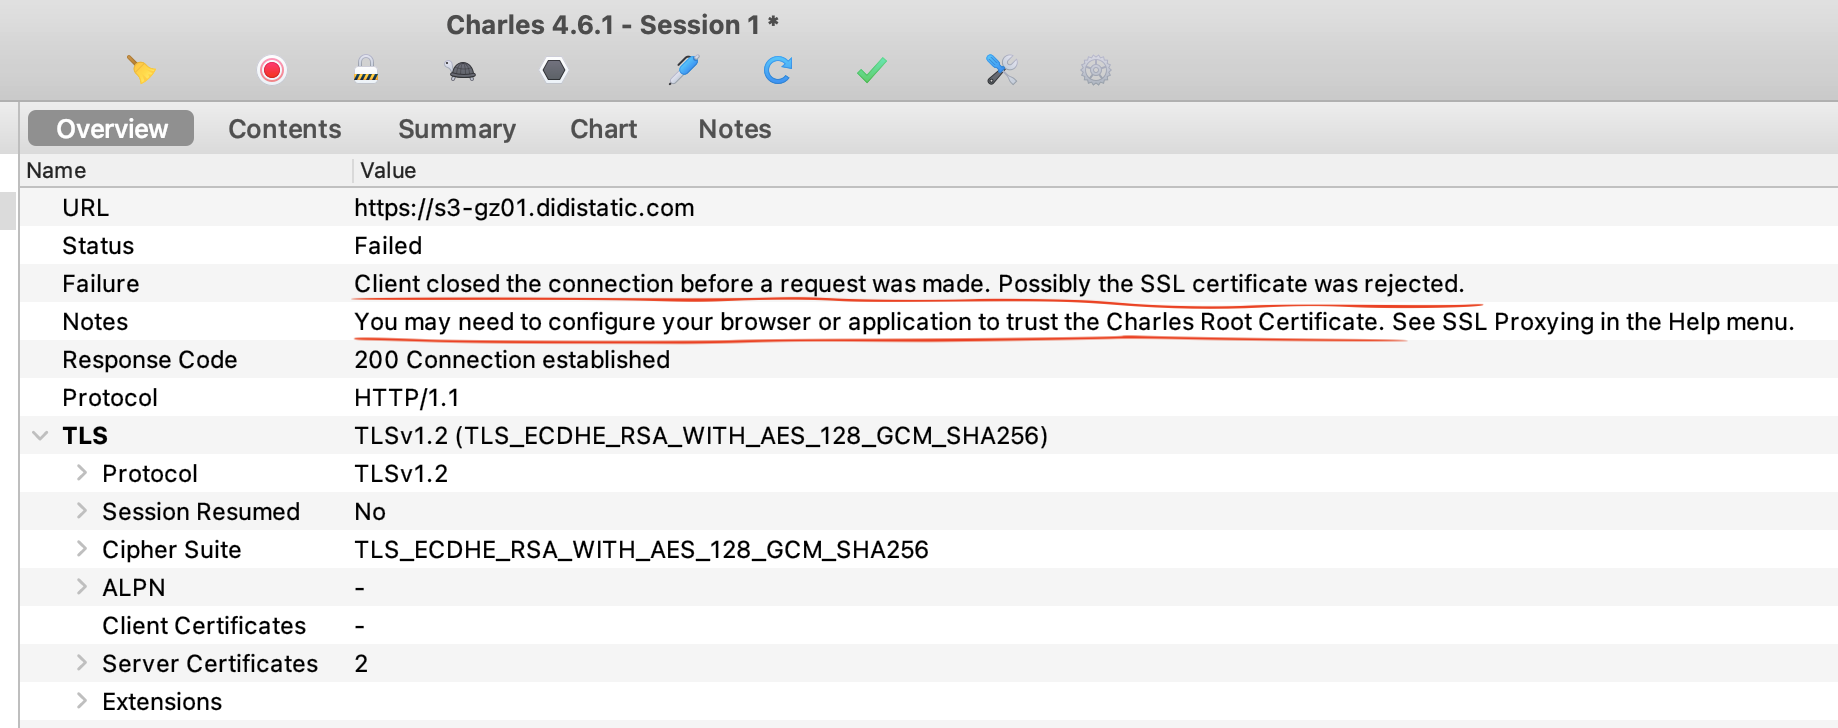 Charles 4.6.1 - Session 1 *
Overview Contents Summary Chart Notes
Name Value
URL https://s3-gz01.didistatic.com
Status Failed
Failure Client closed the connection before a request was made. Possibly the SSL certificate was rejected.
Notes You may need to configure your browser or application to trust the Charles Root Certificate. See SSL Proxying in the Help menu.
Response Code 200 Connection established
Protocol HTTP/1.1
TLS TLSv1.2 (TLS_ECDHE_RSA_WITH_AES_128_GCM_SHA256)
Protocol TLSv1.2
Session Resumed No
Cipher Suite TLS_ECDHE_RSA_WITH_AES_128_GCM_SHA256
ALPN -
Client Certificates -
Server Certificates 2
Extensions